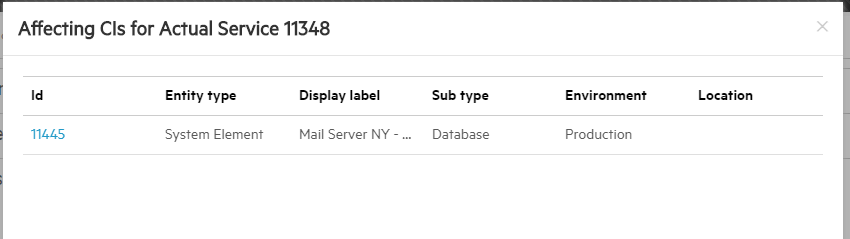 Affecting CIs for Actual Service 11348 ×
Id Entity type Display label Sub type Environment Location
11445 System Element Mail Server NY - ... Database Production